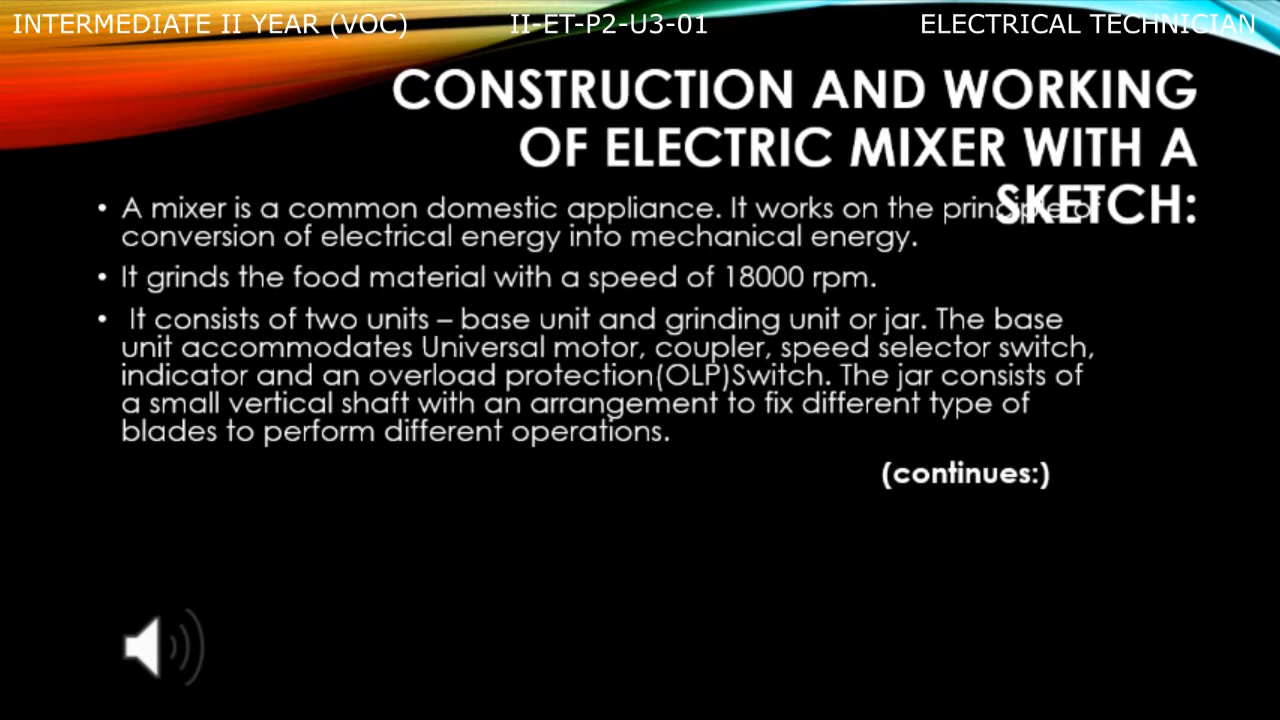 INTERMEDIATE II YEAR (VOC) II-ET-P2-U3-01 ELECTRICAL TECHNICIAN
CONSTRUCTION AND WORKING
OF ELECTRIC MIXER WITH A
SKETCH:
• A mixer is a common domestic appliance. It works on the principle of
conversion of electrical energy into mechanical energy.
• It grinds the food material with a speed of 18000 rpm.
• It consists of two units – base unit and grinding unit or jar. The base
unit accommodates Universal motor, coupler, speed selector switch,
indicator and an overload protection(OLP)Switch. The jar consists of
a small vertical shaft with an arrangement to fix different type of
blades to perform different operations.
(continues:)